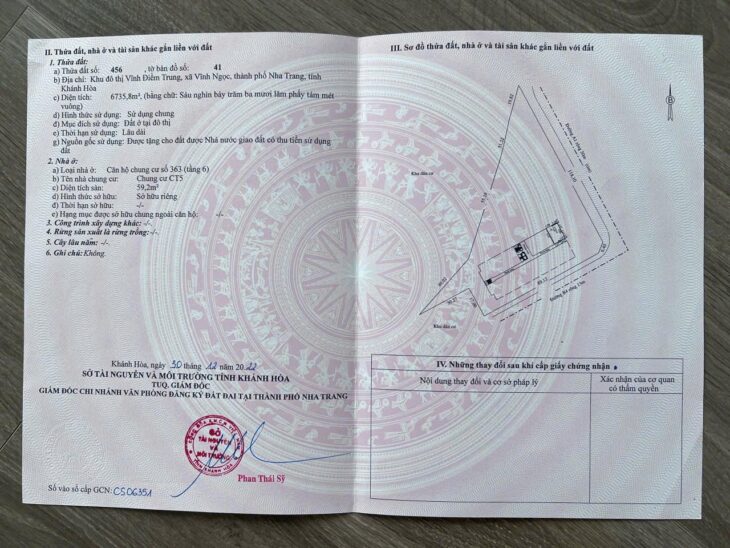 II. Thửa đất, nhà ở và tài sản khác gắn liền với đất
1. Thửa đất:
a) Thửa đất số: 456, tờ bản đồ số: 41
b) Địa chỉ: Khu đô thị Vĩnh Điềm Trung, xã Vĩnh Ngọc, thành phố Nha Trang, tỉnh
Khánh Hòa
c) Diện tích: 6735,8m², (bằng chữ: Sáu nghìn bảy trăm ba mươi lăm phẩy tám mét
vuông)
d) Hình thức sử dụng: Sử dụng chung
đ) Mục đích sử dụng: Đất ở tại đô thị
e) Thời hạn sử dụng: Lâu dài
g) Nguồn gốc sử dụng: Được tặng cho đất được Nhà nước giao đất có thu tiền sử dụng
đất
2. Nhà ở:
a) Loại nhà ở: Căn hộ chung cư số 363 (tầng 6)
b) Tên nhà chung cư: Chung cư CT5
c) Diện tích sàn: 59,2m²
d) Hình thức sở hữu: Sở hữu riêng
đ) Thời hạn sở hữu: -/-
e) Hạng mục được sở hữu chung ngoài căn hộ: -/-
3. Công trình xây dựng khác: -/-
4. Rừng sản xuất là rừng trồng: -/-
5. Cây lâu năm: -/-
6. Ghi chú: Không.
Khánh Hòa, ngày 30 tháng 12 năm 2022
SỞ TÀI NGUYÊN VÀ MÔI TRƯỜNG TỈNH KHÁNH HÒA
TUQ. GIÁM ĐỐC
GIÁM ĐỐC CHI NHÁNH VĂN PHÒNG ĐĂNG KÝ ĐẤT ĐAI TẠI THÀNH PHỐ NHA TRANG
SỞ
TÀI NGUYÊN
VÀ
MÔI TRƯỜNG
Phan Thái Sỹ
Số vào sổ cấp GCN: CS06351
III. Sơ đồ thửa đất, nhà ở và tài sản khác gắn liền với đất
Khu dân cư
Khu dân cư
IV. Những thay đổi sau khi cấp giấy chứng nhận
Nội dung thay đổi và cơ sở pháp lý
Xác nhận của cơ quan
có thẩm quyền